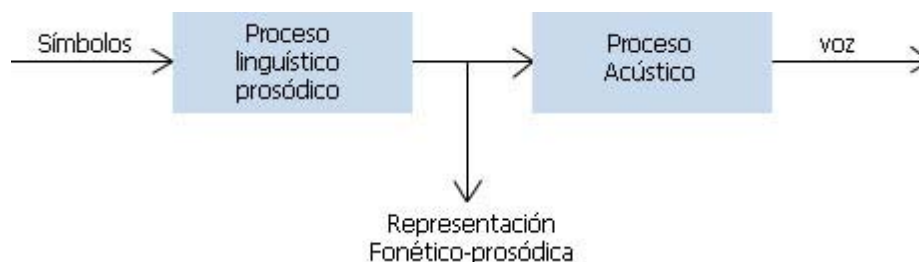 Símbolos
Proceso
linguístico
prosódico
Proceso
Acústico
voz
Representación
Fonético-prosódica